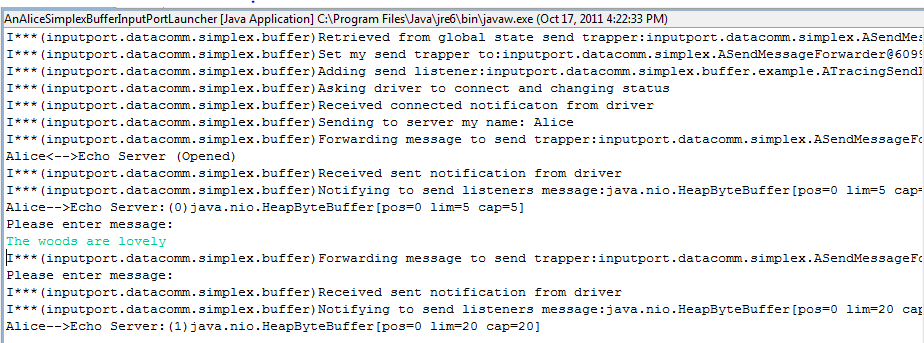 AnAliceSimplexBufferInputPortLauncher [Java Application] C:\Program Files\Java\jre6\bin\javaw.exe (Oct 17, 2011 4:22:33 PM)
I***(inputport.datacomm.simplex.buffer)Retrieved from global state send trapper:inputport.datacomm.simplex.ASendMes
I***(inputport.datacomm.simplex.buffer)Set my send trapper to:inputport.datacomm.simplex.ASendMessageForwarder@6099
I***(inputport.datacomm.simplex.buffer)Adding send listener:inputport.datacomm.simplex.buffer.example.ATracingSend
I***(inputport.datacomm.simplex.buffer)Asking driver to connect and changing status
I***(inputport.datacomm.simplex.buffer)Received connected notificaton from driver
I***(inputport.datacomm.simplex.buffer)Sending to server my name: Alice
I***(inputport.datacomm.simplex.buffer)Forwarding message to send trapper:inputport.datacomm.simplex.ASendMessageFo
Alice<-->Echo Server (Opened)
I***(inputport.datacomm.simplex.buffer)Received sent notification from driver
I***(inputport.datacomm.simplex.buffer)Notifying to send listeners message:java.nio.HeapByteBuffer[pos=0 lim=5 cap=
Alice-->Echo Server:(0)java.nio.HeapByteBuffer[pos=0 lim=5 cap=5]
Please enter message:
The woods are lovely
I***(inputport.datacomm.simplex.buffer)Forwarding message to send trapper:inputport.datacomm.simplex.ASendMessageFo
Please enter message:
I***(inputport.datacomm.simplex.buffer)Received sent notification from driver
I***(inputport.datacomm.simplex.buffer)Notifying to send listeners message:java.nio.HeapByteBuffer[pos=0 lim=20 cap
Alice-->Echo Server:(1)java.nio.HeapByteBuffer[pos=0 lim=20 cap=20]